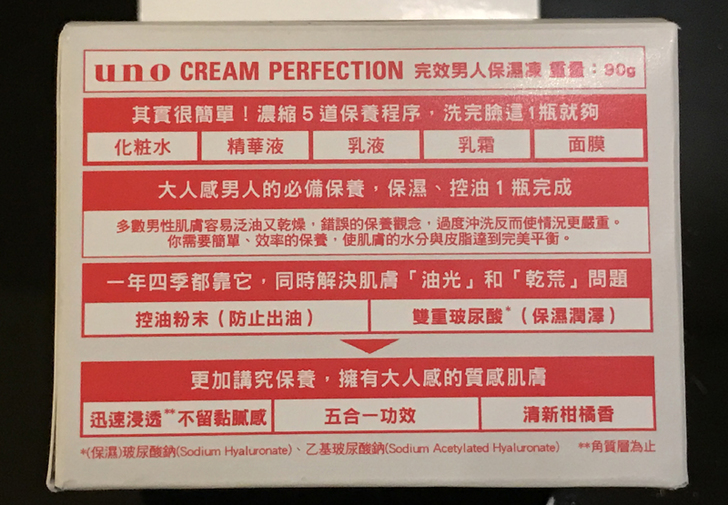 uno CREAM PERFECTION 完效男人保濕凍 重量：90g
其實很簡單！濃縮5道保養程序，洗完臉這1瓶就夠
化粧水 精華液 乳液 乳霜 面膜
大人感男人的必備保養，保濕、控油1瓶完成
多數男性肌膚容易泛油又乾燥，錯誤的保養觀念，過度沖洗反而使情況更嚴重。
你需要簡單、效率的保養，使肌膚的水分與皮脂達到完美平衡。
一年四季都靠它，同時解決肌膚「油光」和「乾荒」問題
控油粉末（防止出油） 雙重玻尿酸*（保濕潤澤）
更加講究保養，擁有大人感的質感肌膚
迅速浸透**不留黏膩感 五合一功效 清新柑橘香
*(保濕)玻尿酸鈉(Sodium Hyaluronate)、乙基玻尿酸鈉(Sodium Acetylated Hyaluronate) **角質層為止